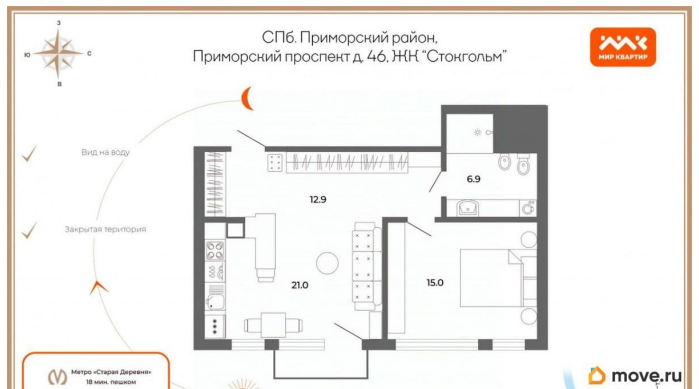 З
Ю
С
В
СПб. Приморский район,
Приморский проспект д. 46, ЖК "Стокгольм"
МИР КВАРТИР
Вид на воду
Закрытая територия
12.9
6.9
21.0
15.0
Метро «Старая Деревня»
18 мин. пешком
move.ru